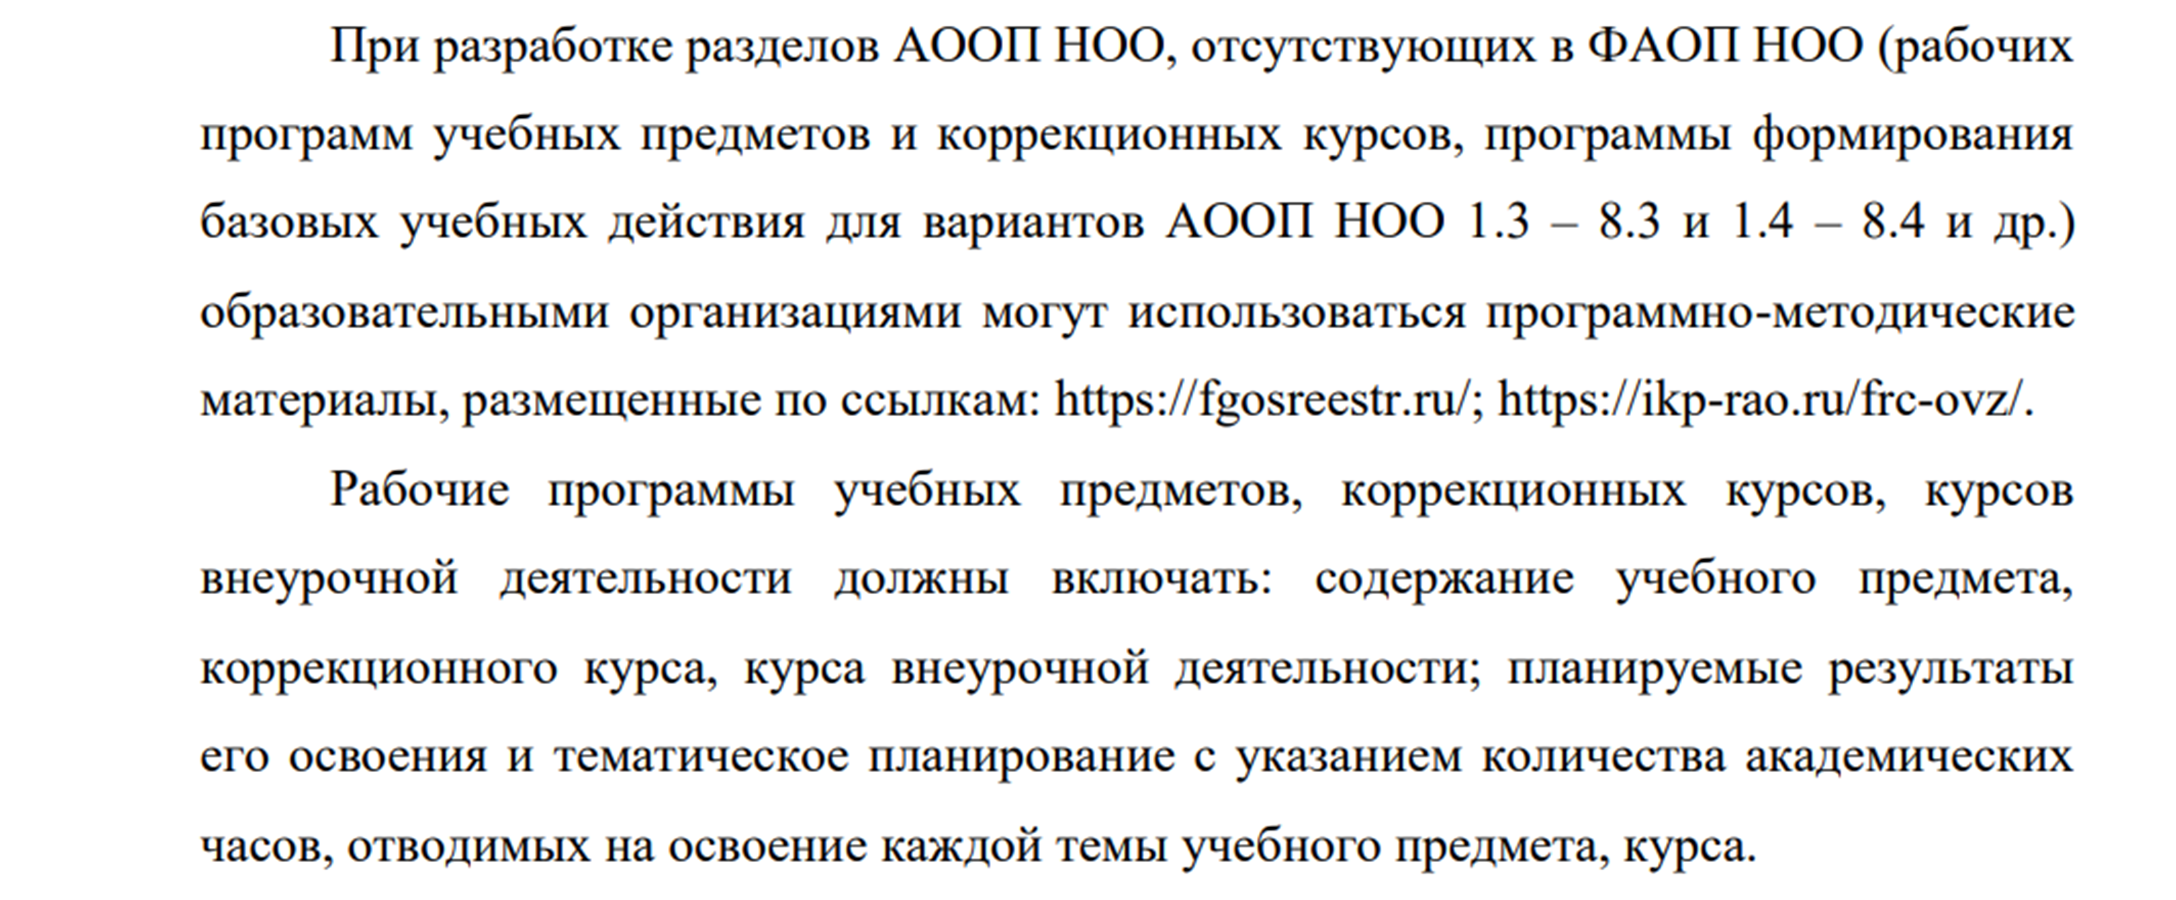 При разработке разделов АООП НОО, отсутствующих в ФАОП НОО (рабочих
программ учебных предметов и коррекционных курсов, программы формирования
базовых учебных действия для вариантов АООП НОО 1.3 – 8.3 и 1.4 – 8.4 и др.)
образовательными организациями могут использоваться программно-методические
материалы, размещенные по ссылкам: https://fgosreestr.ru/; https://ikp-rao.ru/frc-ovz/.
Рабочие программы учебных предметов, коррекционных курсов, курсов
внеурочной деятельности должны включать: содержание учебного предмета,
коррекционного курса, курса внеурочной деятельности; планируемые результаты
его освоения и тематическое планирование с указанием количества академических
часов, отводимых на освоение каждой темы учебного предмета, курса.